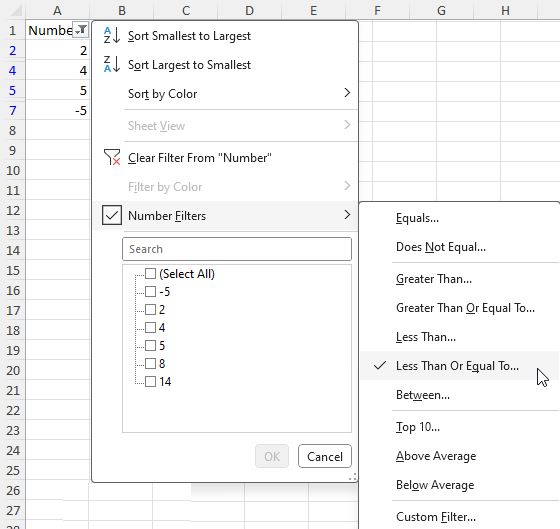 A B C D E F G H
1 Numbe
2 2
4 4
5 5
7 -5
8
9
10
11
12
13
14
15
16
17
18
19
20
21
22
23
24
25
26
27
28
Sort Smallest to Largest
Sort Largest to Smallest
Sort by Color
Sheet View
Clear Filter From "Number"
Filter by Color
Number Filters
Search
(Select All)
-5
2
4
5
8
14
OK Cancel
Equals...
Does Not Equal...
Greater Than...
Greater Than Or Equal To...
Less Than...
Less Than Or Equal To...
Between...
Top 10...
Above Average
Below Average
Custom Filter...